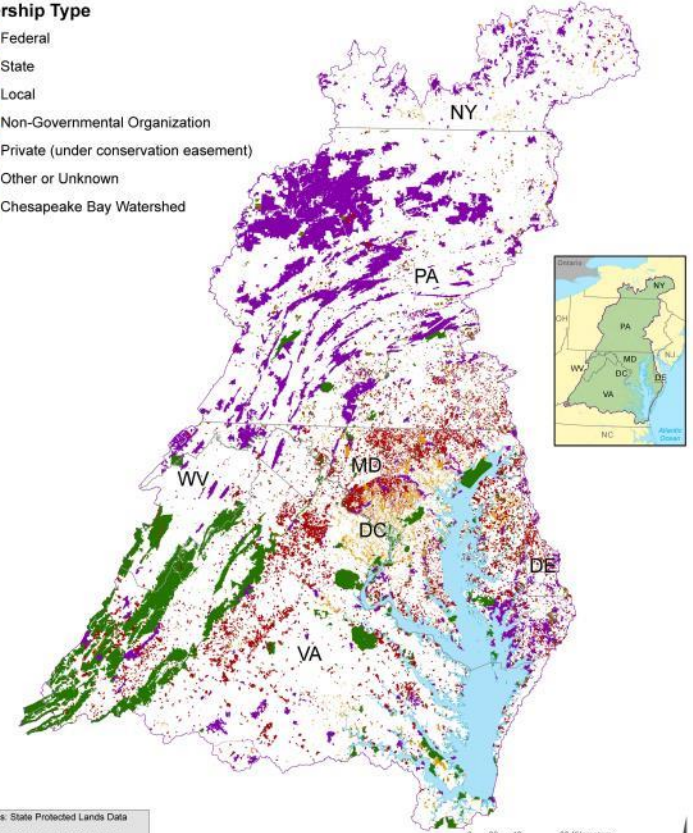 rship Type
Federal
State
Local
Non-Governmental Organization
Private (under conservation easement)
Other or Unknown
Chesapeake Bay Watershed
NY
PA
MD
WV
DC
DE
VA
Ontario
NY
OH
PA
NJ
MD
WV
DC
DE
VA
Atlantic
Ocean
NC
s: State Protected Lands Data